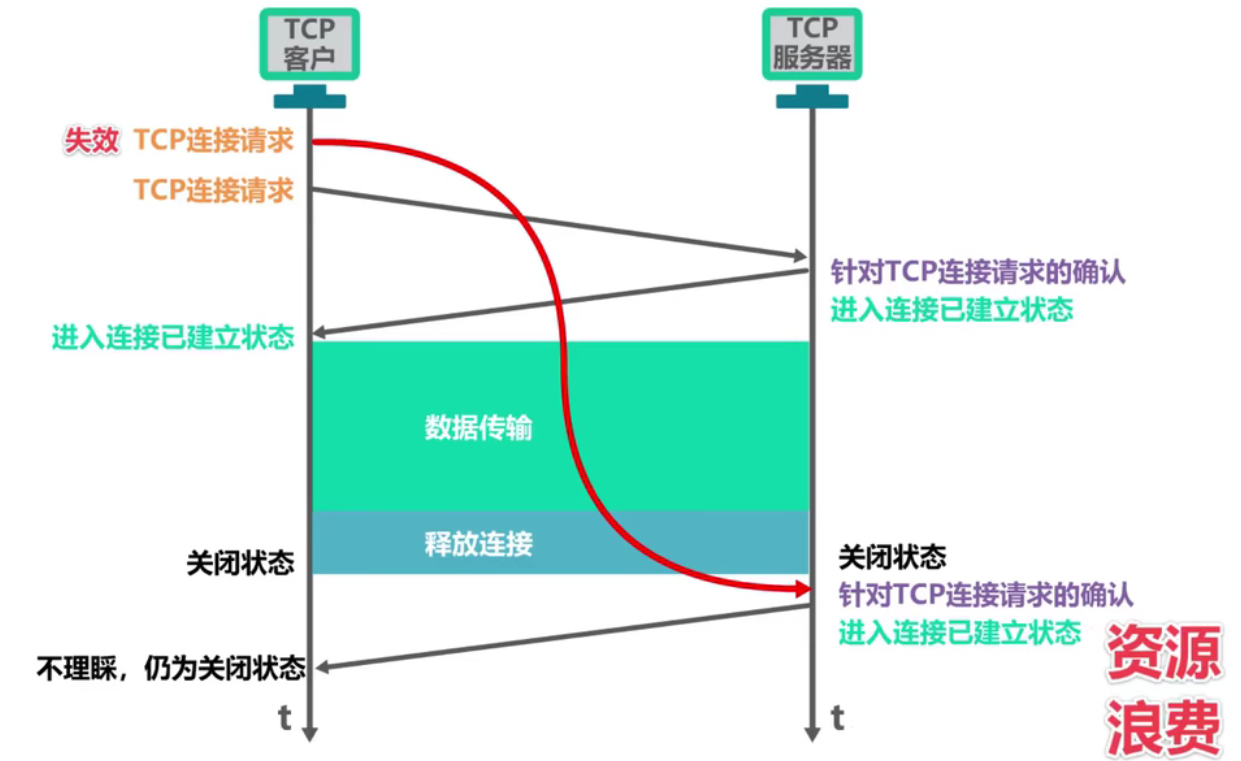 TCP
客户
TCP
服务器
失效 TCP连接请求
TCP连接请求
针对TCP连接请求的确认
进入连接已建立状态
进入连接已建立状态
数据传输
释放连接
关闭状态
关闭状态
针对TCP连接请求的确认
进入连接已建立状态
不理睬，仍为关闭状态
资源
浪费
t
t